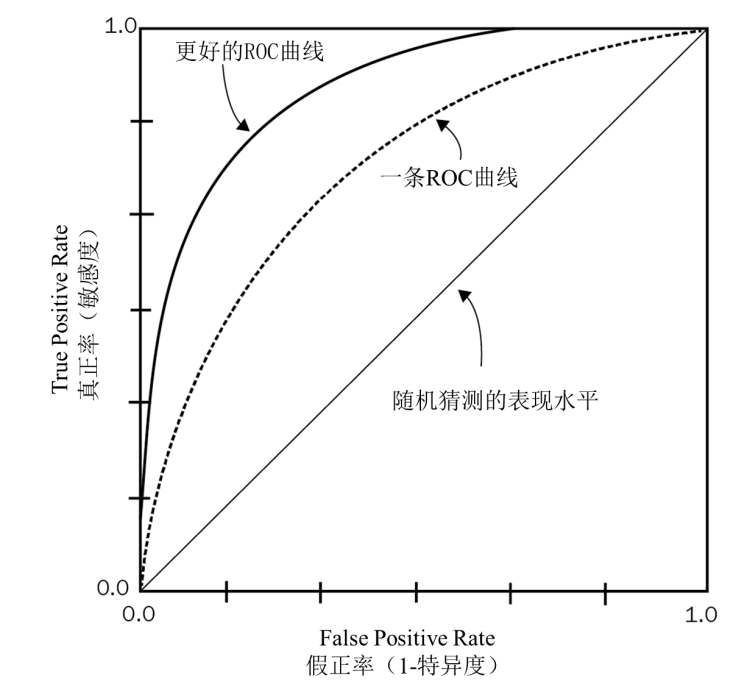 1.0
更好的ROC曲线
一条ROC曲线
True Positive Rate
真正率（敏感度）
随机猜测的表现水平
0.0
0.0
1.0
False Positive Rate
假正率（1-特异度）